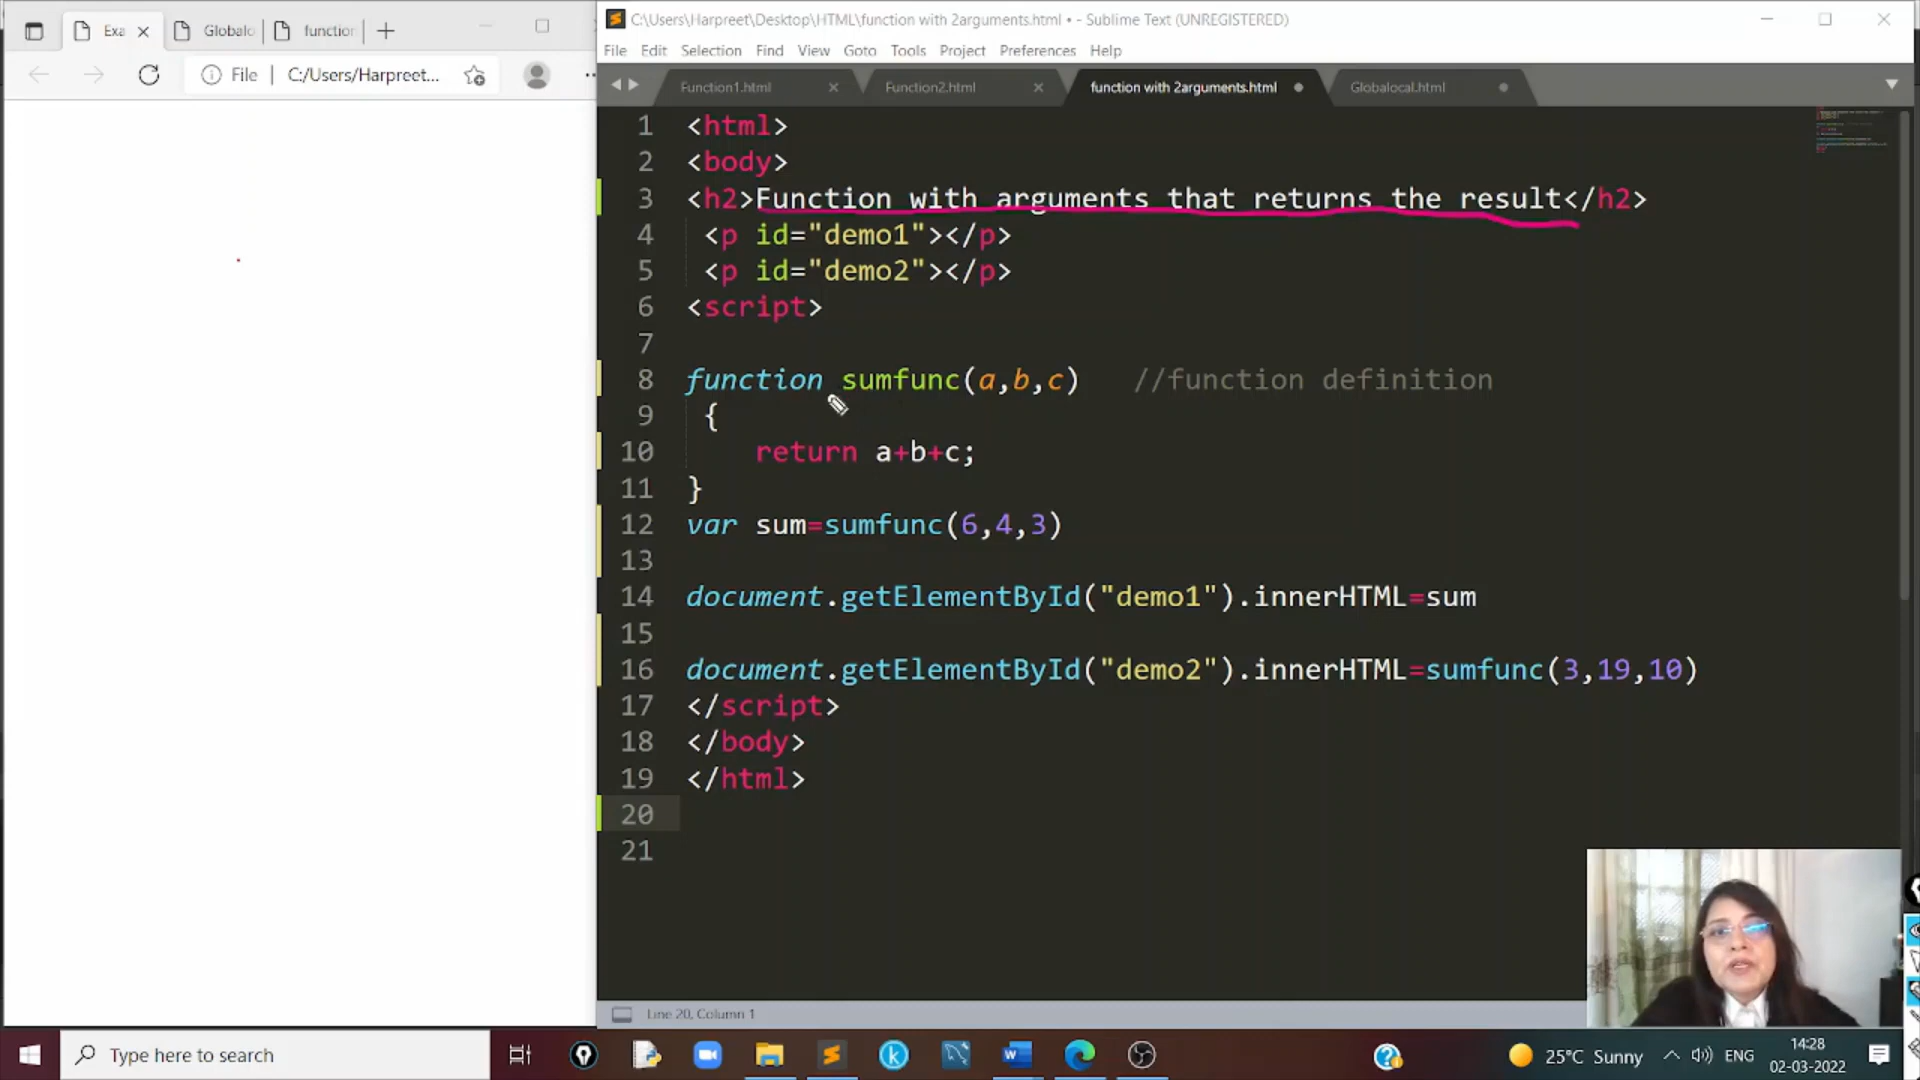 Exa
Globalo
function
File
C:/Users/Harpreet...
C:\Users\Harpreet\Desktop\HTML\function with 2arguments.html • - Sublime Text (UNREGISTERED)
File Edit Selection Find View Goto Tools Project Preferences Help
Function1.html
Function2.html
function with 2arguments.html
Globalocal.html
1 <html>
2 <body>
3 <h2>Function with arguments that returns the result</h2>
4 <p id="demo1"></p>
5 <p id="demo2"></p>
6 <script>
7
8 function sumfunc(a,b,c) //function definition
9 {
10 return a+b+c;
11 }
12 var sum=sumfunc(6,4,3)
13
14 document.getElementById("demo1").innerHTML=sum
15
16 document.getElementById("demo2").innerHTML=sumfunc(3,19,10)
17 </script>
18 </body>
19 </html>
20
21
Line 20, Column 1
Type here to search
25°C Sunny
ENG
14:28
02-03-2022